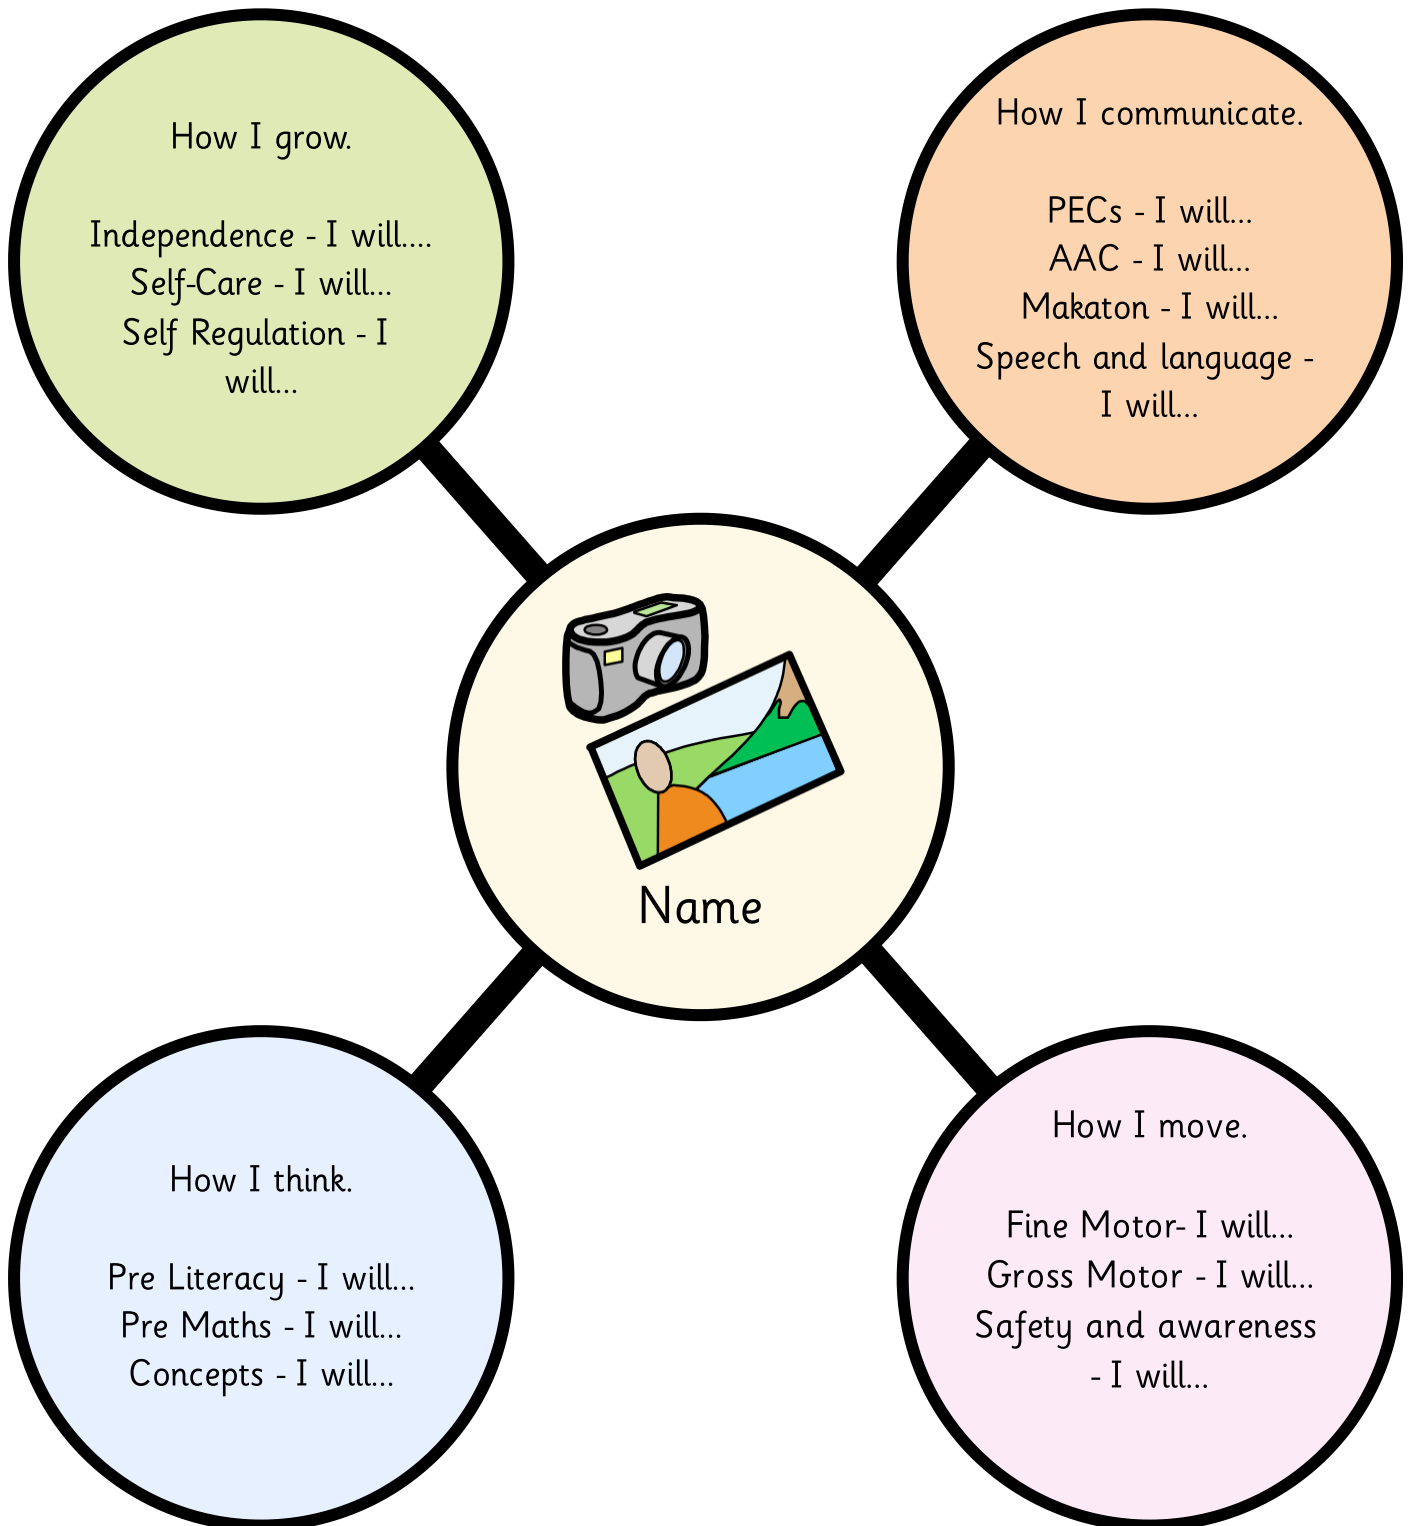 How I grow.
Independence - I will....
Self-Care - I will...
Self Regulation - I
will...
How I communicate.
PECs - I will...
AAC - I will...
Makaton - I will...
Speech and language -
I will...
Name
How I think.
Pre Literacy - I will...
Pre Maths - I will...
Concepts - I will...
How I move.
Fine Motor- I will...
Gross Motor - I will...
Safety and awareness
- I will...